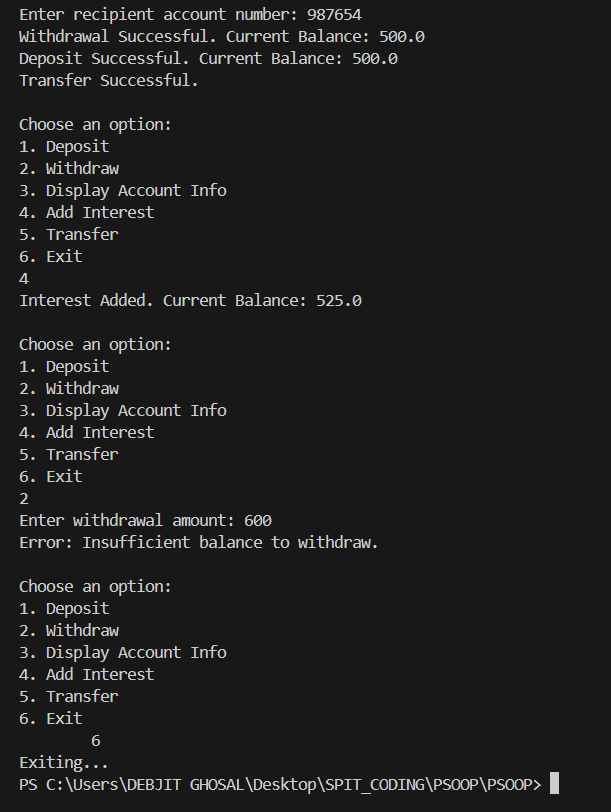 Enter recipient account number: 987654
Withdrawal Successful. Current Balance: 500.0
Deposit Successful. Current Balance: 500.0
Transfer Successful.

Choose an option:
1. Deposit
2. Withdraw
3. Display Account Info
4. Add Interest
5. Transfer
6. Exit
4
Interest Added. Current Balance: 525.0

Choose an option:
1. Deposit
2. Withdraw
3. Display Account Info
4. Add Interest
5. Transfer
6. Exit
2
Enter withdrawal amount: 600
Error: Insufficient balance to withdraw.

Choose an option:
1. Deposit
2. Withdraw
3. Display Account Info
4. Add Interest
5. Transfer
6. Exit
        6
Exiting...
PS C:\Users\DEBJIT GHOSAL\Desktop\SPIT_CODING\PSOOP\PSOOP>